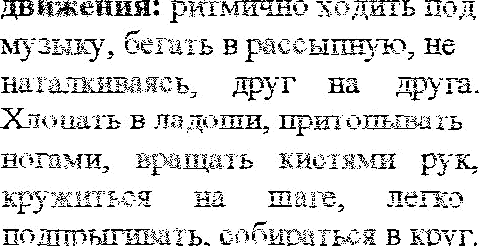 движения: ритмично ходить под
музыку, бегать в рассыпную, не
наталкиваясь, друг на друга.
Хлопать в ладоши, притопывать
ногами, вращать кистями рук,
кружиться на шаге, легко
подпрыгивать, собираться в круг.